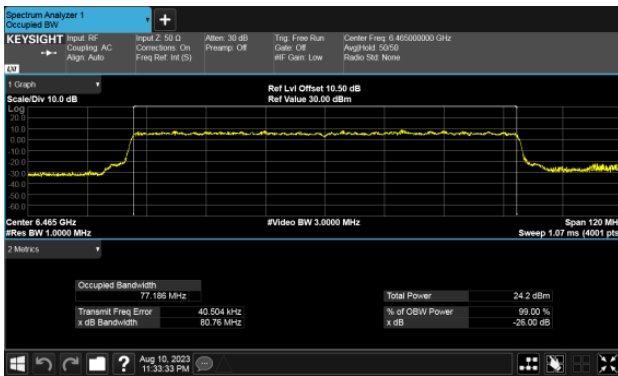 Spectrum Analyzer 1
Occupied BW
KEYSIGHT Input: RF Input Z: 50 Ω Atten: 30 dB Trig: Free Run Center Freq: 6.465000000 GHz
Coupling: AC Corrections: On Preamp: Off Gate: Off Avg|Hold: 50/50
Align: Auto Freq Ref: Int (S) #IF Gain: Low Radio Std: None
LXI
1 Graph
Ref Lvl Offset 10.50 dB
Scale/Div 10.0 dB Ref Value 30.00 dBm
Log
20.0
10.0
0.00
-10.0
-20.0
-30.0
-40.0
-50.0
-60.0
Center 6.465 GHz #Video BW 3.0000 MHz Span 120 MH
#Res BW 1.0000 MHz Sweep 1.07 ms (4001 pts
2 Metrics
Occupied Bandwidth
77.186 MHz Total Power 24.2 dBm
Transmit Freq Error 40.504 kHz % of OBW Power 99.00 %
x dB Bandwidth 80.76 MHz x dB -26.00 dB
? Aug 10, 2023
11:33:33 PM